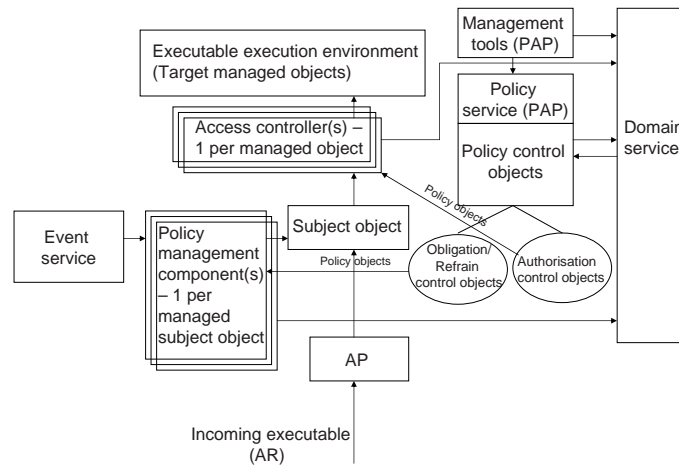 Executable execution environment
(Target managed objects)
Management
tools (PAP)
Policy
service (PAP)
Policy control
objects
Domain
service
Access controller(s) –
1 per managed object
Policy objects
Event
service
Policy
management
component(s)
– 1 per
managed
subject object
Subject object
Policy objects
Obligation/
Refrain
control objects
Authorisation
control objects
AP
Incoming executable
(AR)